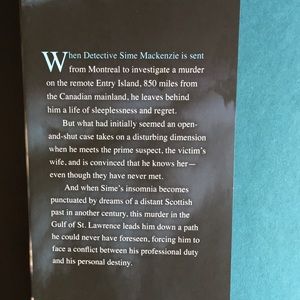 When Detective Sime Mackenzie is sent
from Montreal to investigate a murder
on the remote Entry Island, 850 miles from
the Canadian mainland, he leaves behind
him a life of sleeplessness and regret.
But what had initially seemed an open-
and-shut case takes on a disturbing dimension
when he meets the prime suspect, the victim's
wife, and is convinced that he knows her—
even though they have never met.
And when Sime's insomnia becomes
punctuated by dreams of a distant Scottish
past in another century, this murder in the
Gulf of St. Lawrence leads him down a path
he could never have foreseen, forcing him to
face a conflict between his professional duty
and his personal destiny.